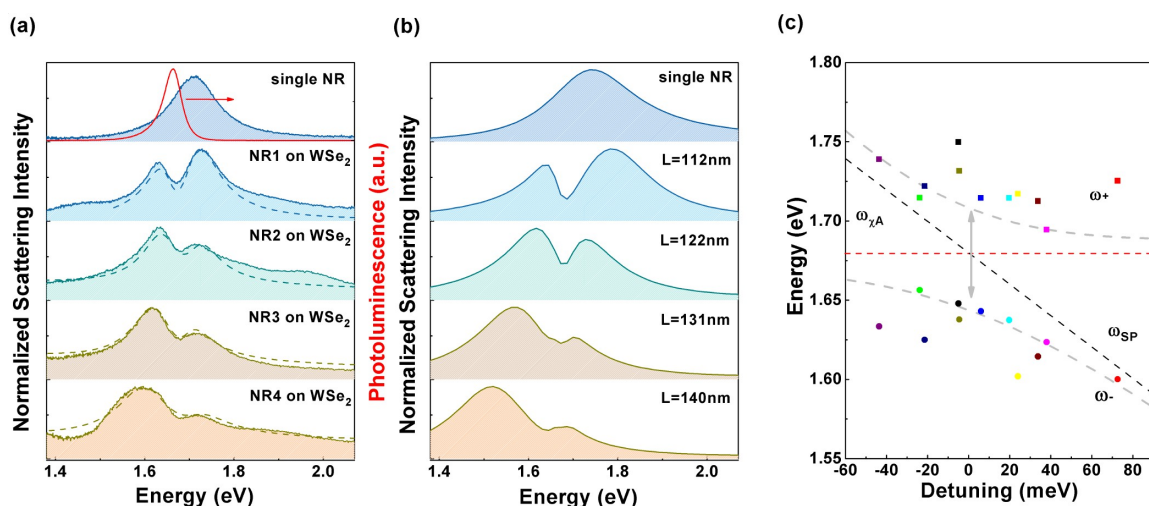 (a)
Normalized Scattering Intensity
single NR
NR1 on WSe₂
NR2 on WSe₂
NR3 on WSe₂
NR4 on WSe₂
1.4 1.6 1.8 2.0
Energy (eV)
Photoluminescence (a.u.)
(b)
Normalized Scattering Intensity
single NR
L=112nm
L=122nm
L=131nm
L=140nm
1.4 1.6 1.8 2.0
Energy (eV)
(c)
Energy (eV)
1.80
1.75
1.70
1.65
1.60
1.55
ωχA
ω+
ωSP
ω-
-60 -40 -20 0 20 40 60 80
Detuning (meV)